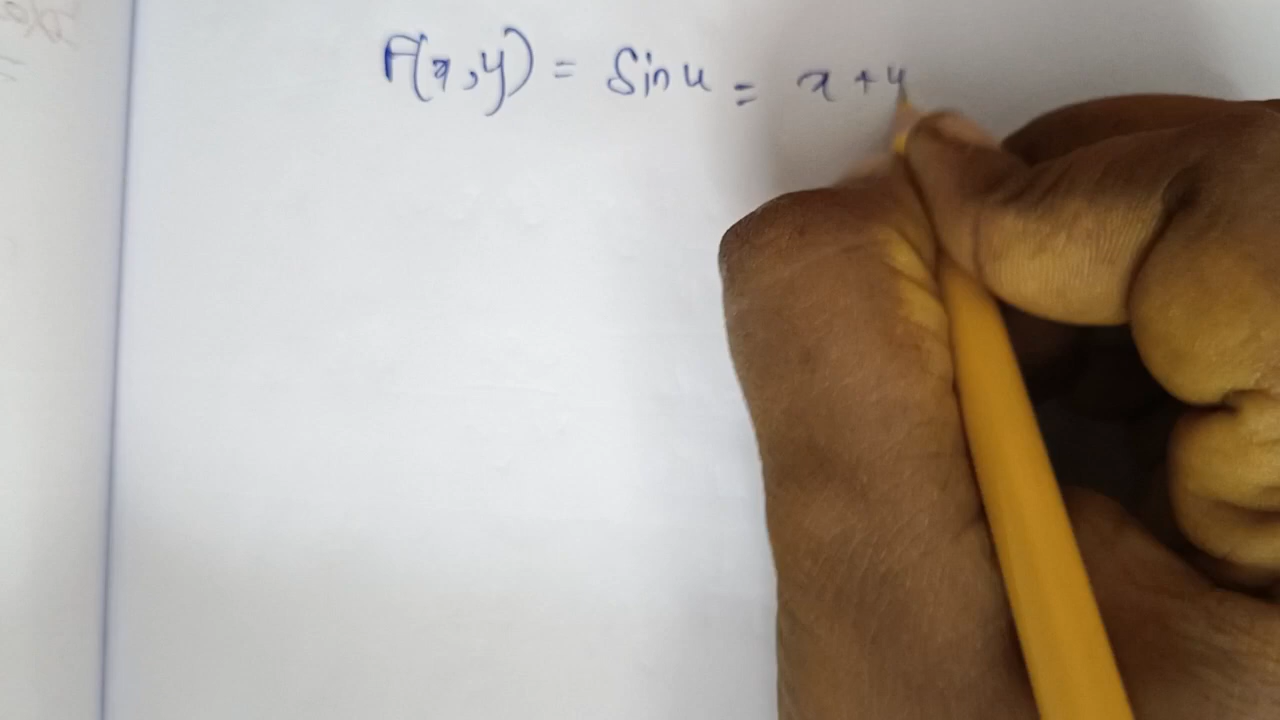 F(x,y) = Sin u = x + y